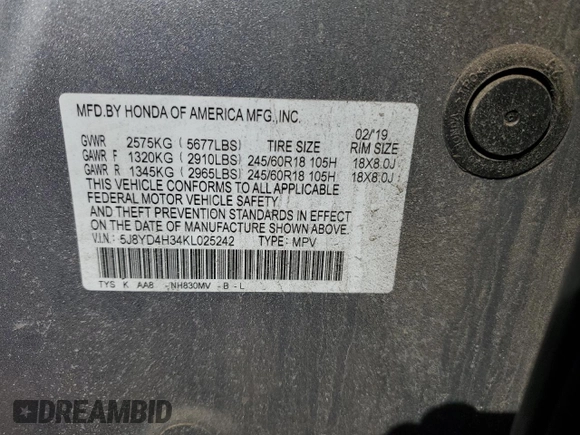 MFD.BY HONDA OF AMERICA MFG.,INC.
02/'19
GVWR 2575KG ( 5677LBS) TIRE SIZE RIM SIZE
GAWR F 1320KG ( 2910LBS) 245/60R18 105H 18X8.0J
GAWR R 1345KG ( 2965LBS) 245/60R18 105H 18X8.0J
THIS VEHICLE CONFORMS TO ALL APPLICABLE
FEDERAL MOTOR VEHICLE SAFETY
AND THEFT PREVENTION STANDARDS IN EFFECT
ON THE DATE OF MANUFACTURE SHOWN ABOVE.
V.I.N.: 5J8YD4H34KL025242 TYPE: MPV
TYS K AA8 -NH830MV -B - L
DREAMBID